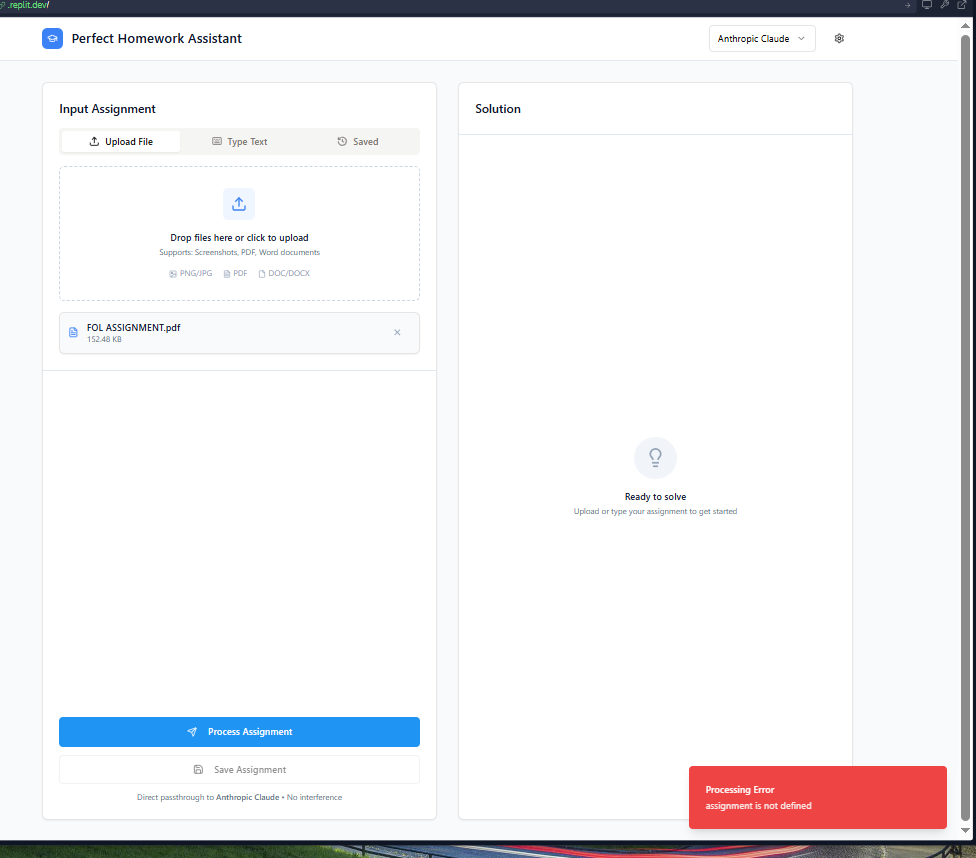 .replit.dev/
Perfect Homework Assistant
Anthropic Claude
Input Assignment
Upload File
Type Text
Saved
Drop files here or click to upload
Supports: Screenshots, PDF, Word documents
PNG/JPG
PDF
DOC/DOCX
FOL ASSIGNMENT.pdf
152.48 KB
Process Assignment
Save Assignment
Direct passthrough to Anthropic Claude • No interference
Solution
Ready to solve
Upload or type your assignment to get started
Processing Error
assignment is not defined